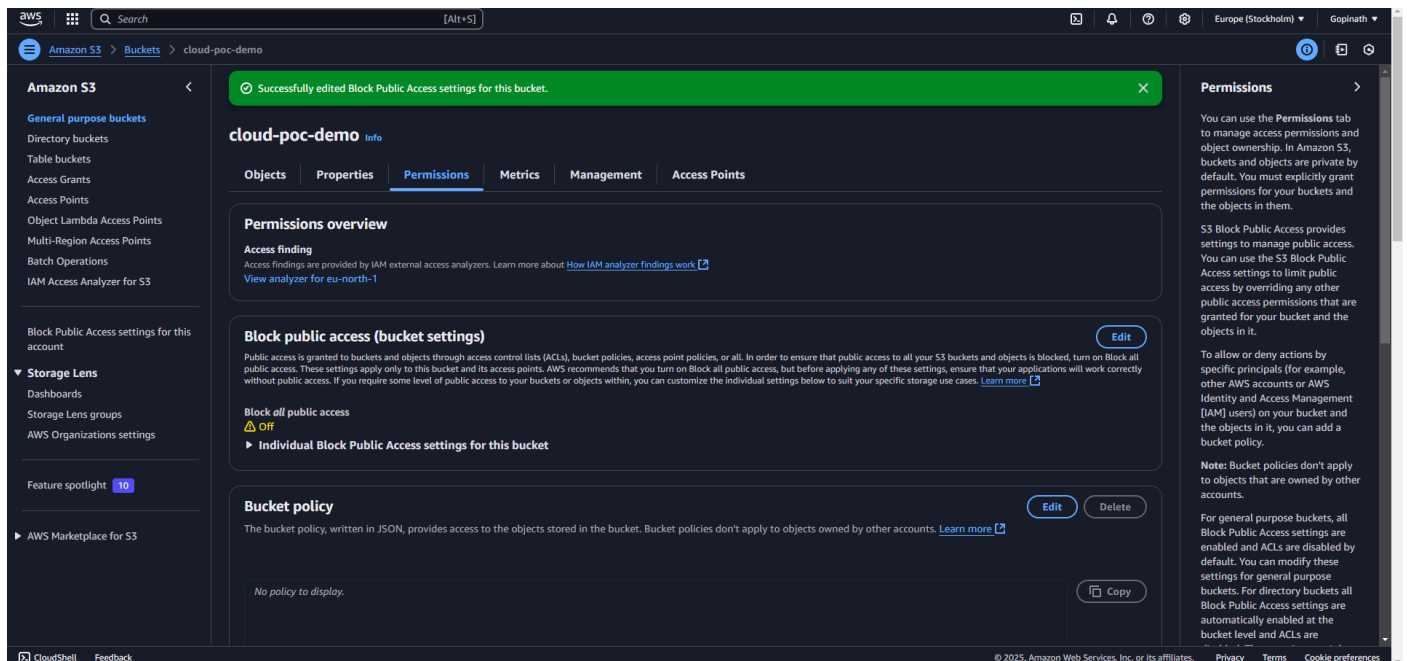 aws
Search
[Alt+S]
Europe (Stockholm)
Gopinath
Amazon S3 > Buckets > cloud-poc-demo
Amazon S3
General purpose buckets
Directory buckets
Table buckets
Access Grants
Access Points
Object Lambda Access Points
Multi-Region Access Points
Batch Operations
IAM Access Analyzer for S3
Block Public Access settings for this
account
Storage Lens
Dashboards
Storage Lens groups
AWS Organizations settings
Feature spotlight 10
AWS Marketplace for S3
Successfully edited Block Public Access settings for this bucket.
cloud-poc-demo Info
Objects Properties Permissions Metrics Management Access Points
Permissions overview
Access finding
Access findings are provided by IAM external access analyzers. Learn more about How IAM analyzer findings work
View analyzer for eu-north-1
Block public access (bucket settings)
Edit
Public access is granted to buckets and objects through access control lists (ACLs), bucket policies, access point policies, or all. In order to ensure that public access to all your S3 buckets and objects is blocked, turn on Block all
public access. These settings apply only to this bucket and its access points. AWS recommends that you turn on Block all public access, but before applying any of these settings, ensure that your applications will work correctly
without public access. If you require some level of public access to your buckets or objects within, you can customize the individual settings below to suit your specific storage use cases. Learn more
Block all public access
Off
Individual Block Public Access settings for this bucket
Bucket policy
Edit
Delete
The bucket policy, written in JSON, provides access to the objects stored in the bucket. Bucket policies don't apply to objects owned by other accounts. Learn more
No policy to display.
Copy
Permissions
You can use the Permissions tab
to manage access permissions and
object ownership. In Amazon S3,
buckets and objects are private by
default. You must explicitly grant
permissions for your buckets and
the objects in them.
S3 Block Public Access provides
settings to manage public access.
You can use the S3 Block Public
Access settings to limit public
access by overriding any other
public access permissions that are
granted for your bucket and the
objects in it.
To allow or deny actions by
specific principals (for example,
other AWS accounts or AWS
Identity and Access Management
[IAM] users) on your bucket and
the objects in it, you can add a
bucket policy.
Note: Bucket policies don't apply
to objects that are owned by other
accounts.
For general purpose buckets, all
Block Public Access settings are
enabled and ACLs are disabled by
default. You can modify these
settings for general purpose
buckets. For directory buckets all
Block Public Access settings are
automatically enabled at the
bucket level and ACLs are
CloudShell Feedback
© 2025, Amazon Web Services, Inc. or its affiliates. Privacy Terms Cookie preferences